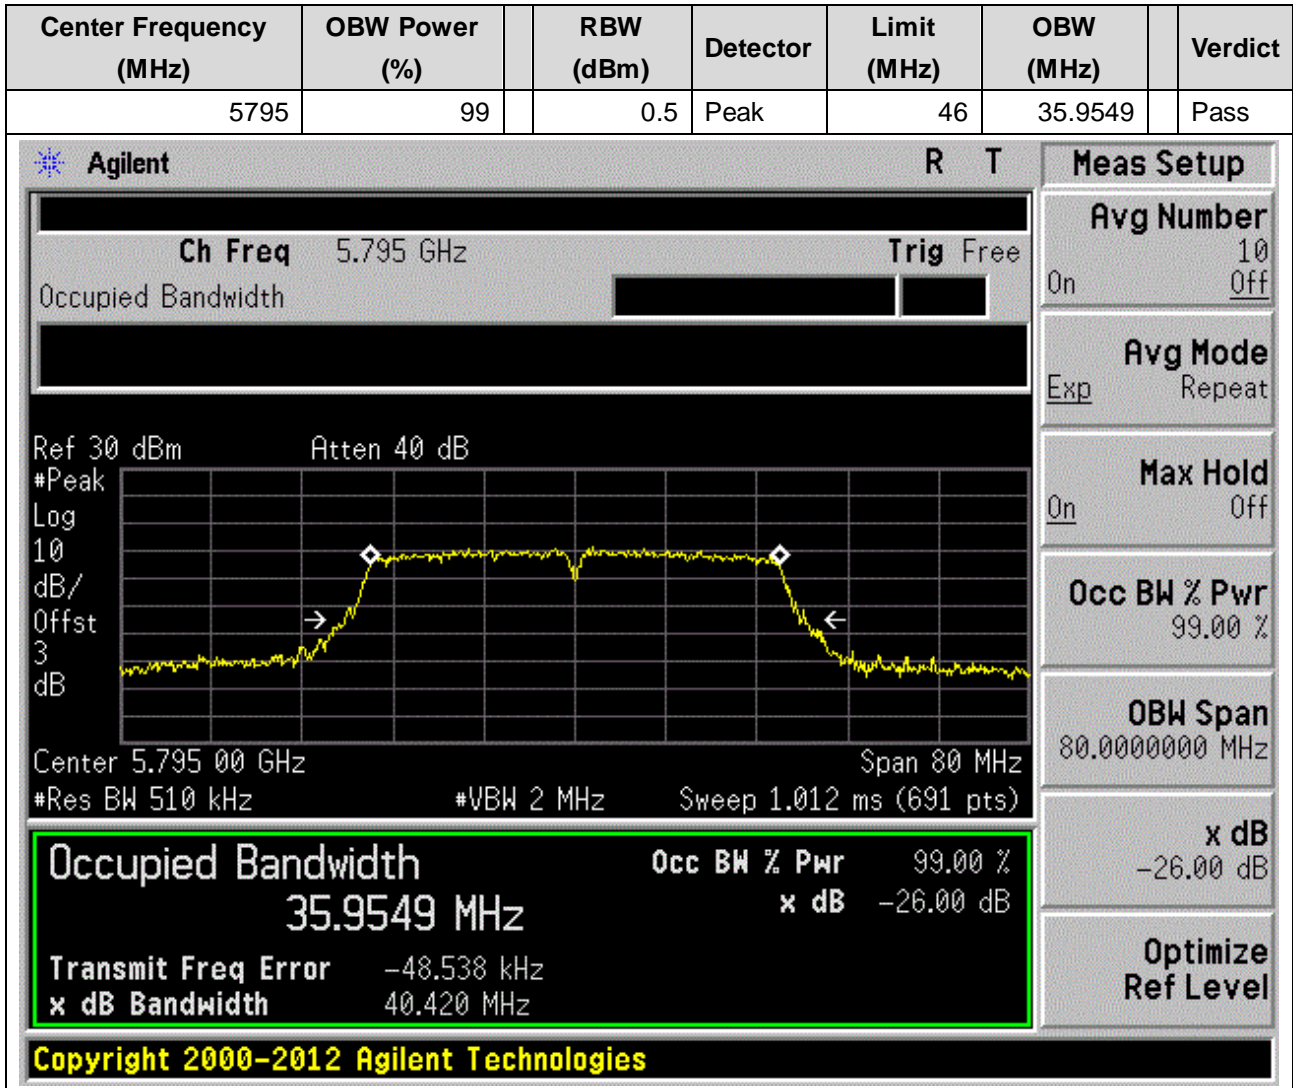 Center Frequency (MHz) OBW Power (%) RBW (dBm) Detector Limit (MHz) OBW (MHz) Verdict
5795 99 0.5 Peak 46 35.9549 Pass
Agilent R T
Ch Freq 5.795 GHz Trig Free
Occupied Bandwidth
Ref 30 dBm Atten 40 dB
#Peak
Log
10
dB/
Offst
3
dB
Center 5.795 00 GHz Span 80 MHz
#Res BW 510 kHz #VBW 2 MHz Sweep 1.012 ms (691 pts)
Occupied Bandwidth
35.9549 MHz
Occ BW % Pwr 99.00 %
x dB -26.00 dB
Transmit Freq Error -48.538 kHz
x dB Bandwidth 40.420 MHz
Meas Setup
Avg Number
10
On Off
Avg Mode
Exp Repeat
Max Hold
On Off
Occ BW % Pwr
99.00 %
OBW Span
80.0000000 MHz
x dB
-26.00 dB
Optimize
Ref Level
Copyright 2000-2012 Agilent Technologies